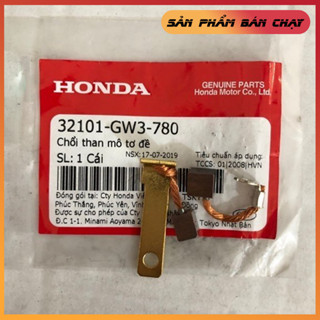 SẢN PHẨM BÁN CHẠY
HONDA
GENUINE PARTS
Honda Motor Co., Ltd.
32101-GW3-780
Chổi than mô tơ đề
SL: 1 Cái
NSX: 17-07-2019
Tiêu chuẩn áp dụng:
TCCS: 01|2008|HVN
Đóng gói tại: Cty Honda Việ
Phúc Thắng, Phúc Yên, Vĩnh
Được sự cho phép của Cty
Đ.C 1-1. Minami Aoyama 2
Tokyo Nhật Bản